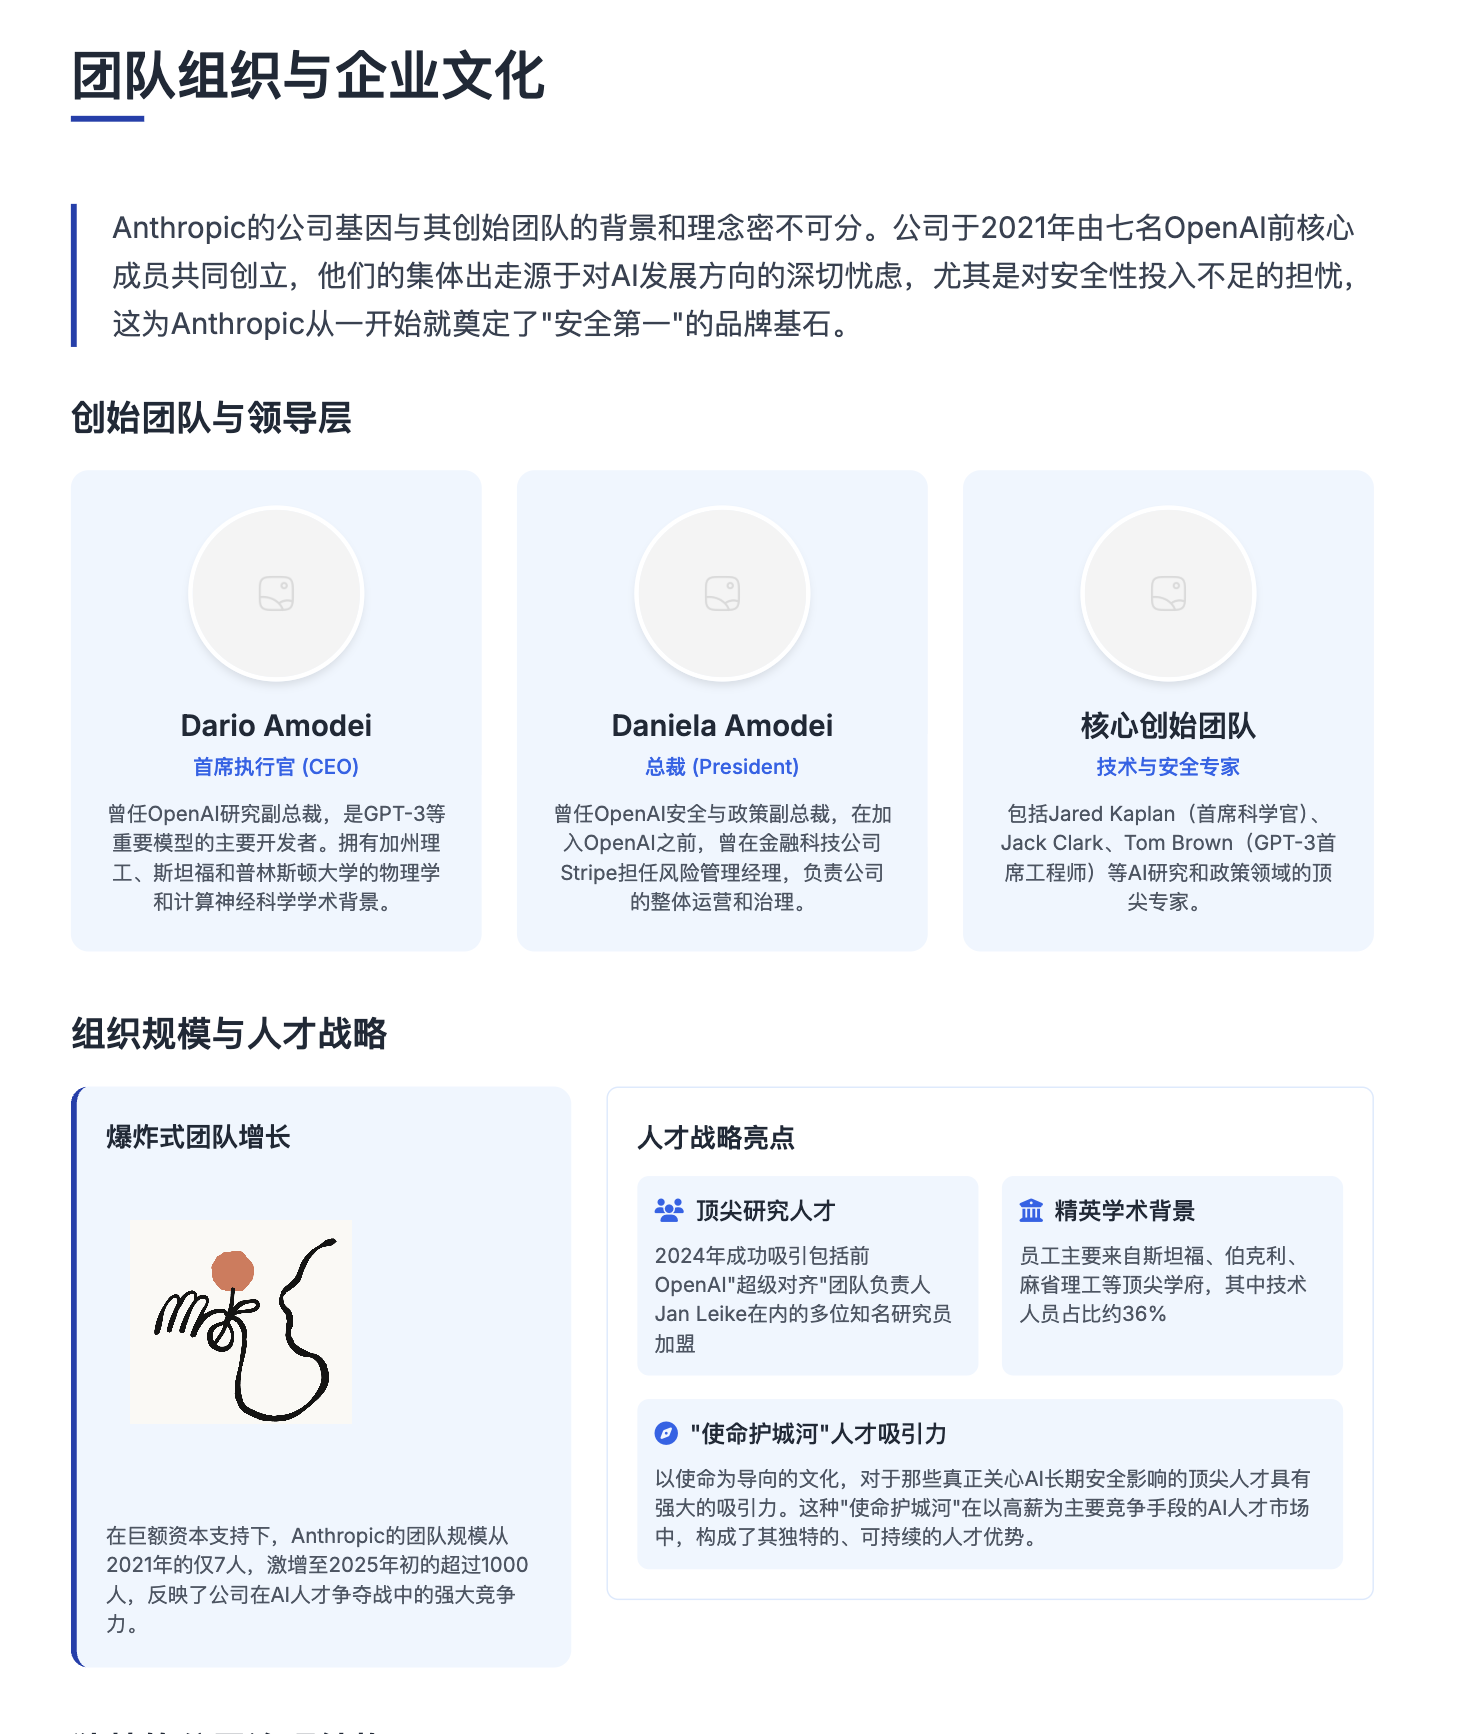 团队组织与企业文化
Anthropic的公司基因与其创始团队的背景和理念密不可分。公司于2021年由七名OpenAI前核心
成员共同创立，他们的集体出走源于对AI发展方向的深切忧虑，尤其是对安全性投入不足的担忧，
这为Anthropic从一开始就奠定了"安全第一"的品牌基石。
创始团队与领导层
Dario Amodei
首席执行官 (CEO)
曾任OpenAI研究副总裁，是GPT-3等
重要模型的主要开发者。拥有加州理
工、斯坦福和普林斯顿大学的物理学
和计算神经科学学术背景。
Daniela Amodei
总裁 (President)
曾任OpenAI安全与政策副总裁，在加
入OpenAI之前，曾在金融科技公司
Stripe担任风险管理经理，负责公司
的整体运营和治理。
核心创始团队
技术与安全专家
包括Jared Kaplan（首席科学官）、
Jack Clark、Tom Brown（GPT-3首
席工程师）等AI研究和政策领域的顶
尖专家。
组织规模与人才战略
爆炸式团队增长
在巨额资本支持下，Anthropic的团队规模从
2021年的仅7人，激增至2025年初的超过1000
人，反映了公司在AI人才争夺战中的强大竞争
力。
人才战略亮点
顶尖研究人才
2024年成功吸引包括前
OpenAI"超级对齐"团队负责人
Jan Leike在内的多位知名研究员
加盟
精英学术背景
员工主要来自斯坦福、伯克利、
麻省理工等顶尖学府，其中技术
人员占比约36%
"使命护城河"人才吸引力
以使命为导向的文化，对于那些真正关心AI长期安全影响的顶尖人才具有
强大的吸引力。这种"使命护城河"在以高薪为主要竞争手段的AI人才市场
中，构成了其独特的、可持续的人才优势。